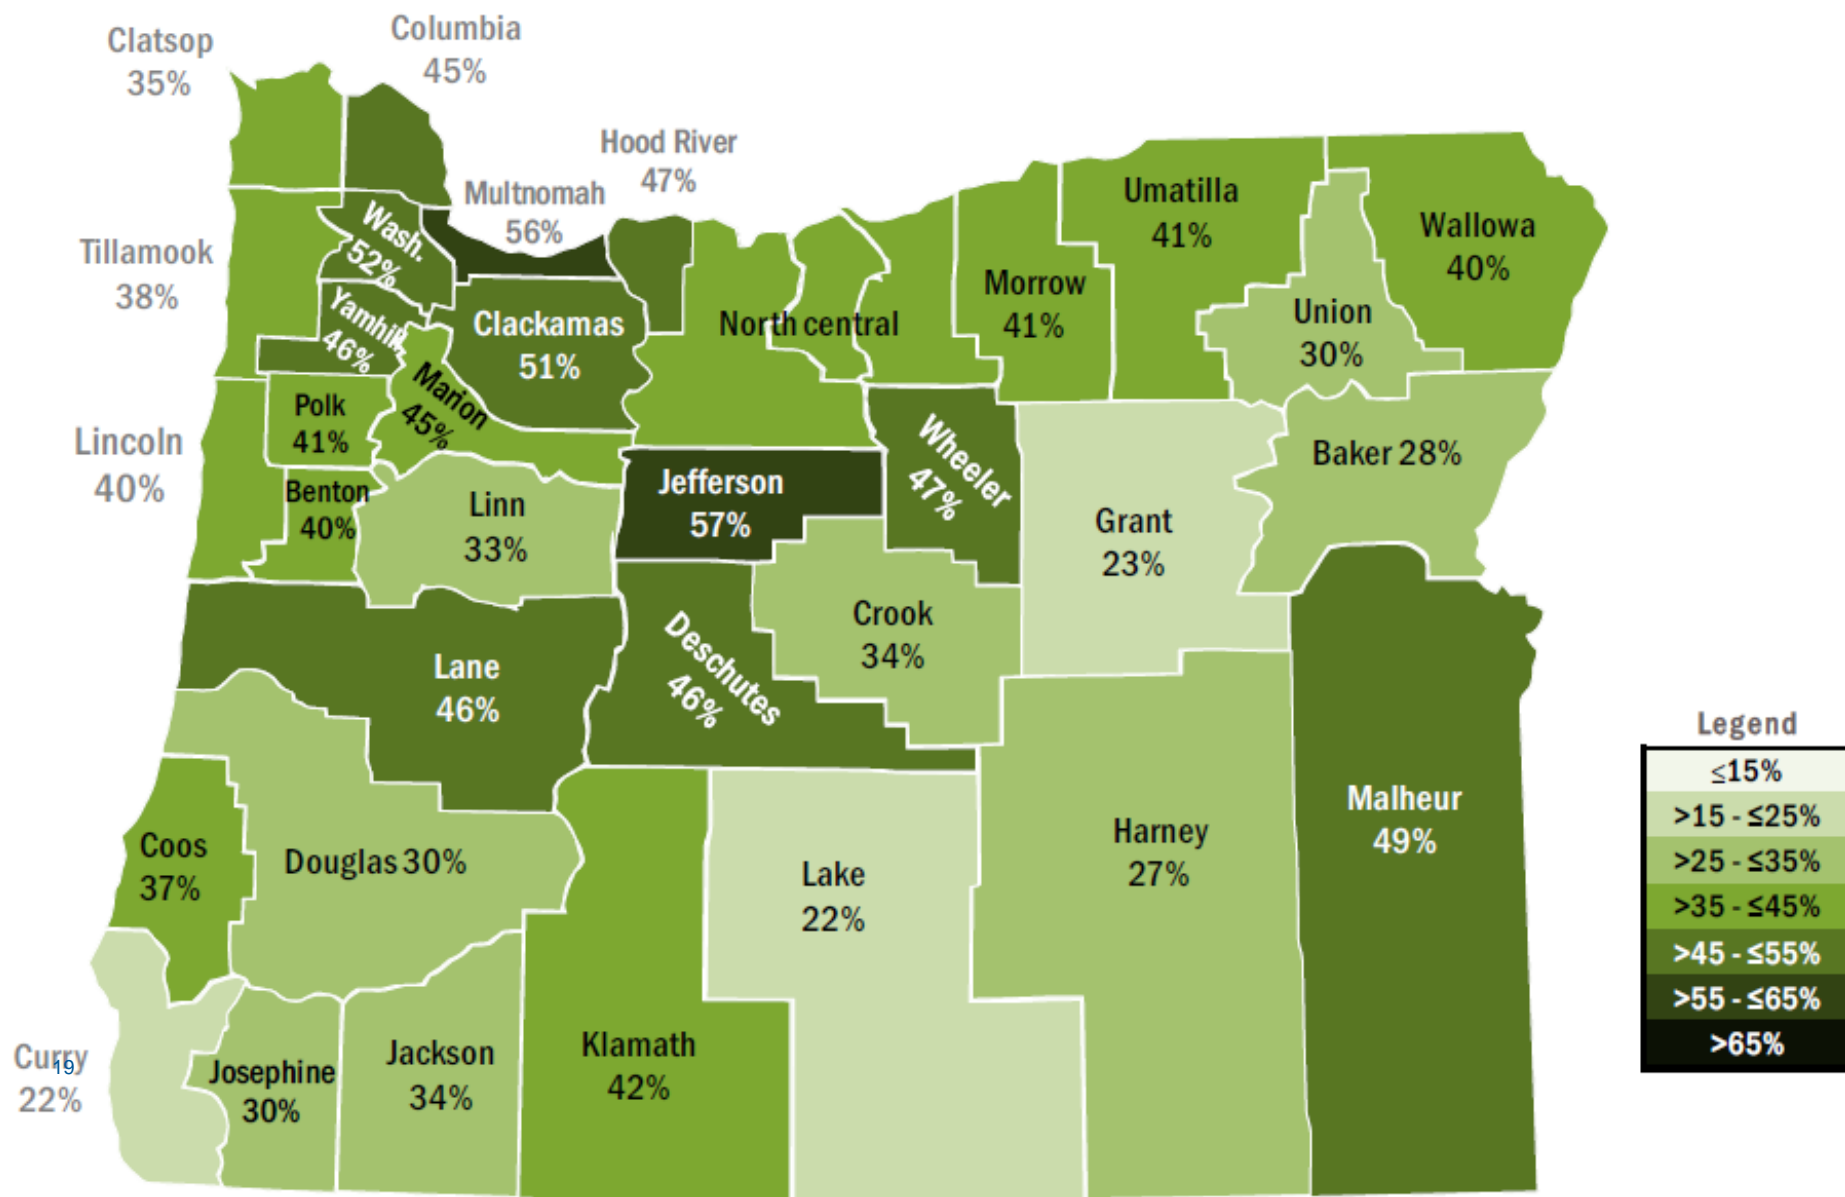 Clatsop
35%
Columbia
45%
Hood River
47%
Multnomah
56%
Umatilla
41%
Wallowa
40%
Tillamook
38%
Wash.
52%
Yamhill
46%
Clackamas
51%
North central
Morrow
41%
Union
30%
Marion
45%
Polk
41%
Lincoln
40%
Benton
40%
Linn
33%
Jefferson
57%
Wheeler
47%
Baker 28%
Grant
23%
Crook
34%
Lane
46%
Deschutes
46%
Coos
37%
Douglas 30%
Lake
22%
Harney
27%
Malheur
49%
Curry
19
22%
Josephine
30%
Jackson
34%
Klamath
42%
Legend
≤15%
>15 - ≤25%
>25 - ≤35%
>35 - ≤45%
>45 - ≤55%
>55 - ≤65%
>65%